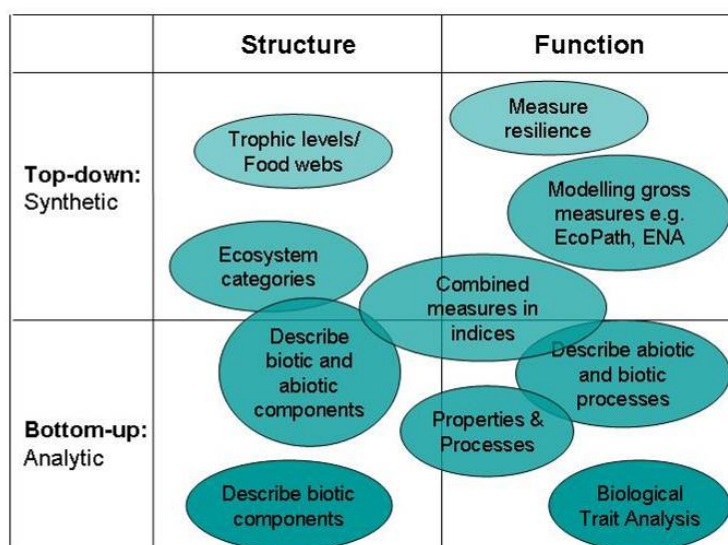 Structure
Function
Top-down:
Synthetic
Trophic levels/
Food webs
Measure
resilience
Modelling gross
measures e.g.
EcoPath, ENA
Ecosystem
categories
Combined
measures in
indices
Bottom-up:
Analytic
Describe
biotic and
abiotic
components
Describe abiotic
and biotic
processes
Properties &
Processes
Describe biotic
components
Biological
Trait Analysis